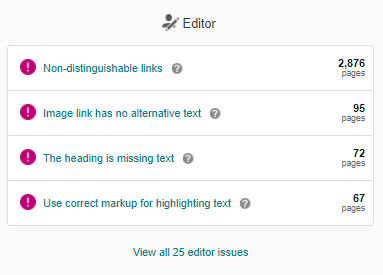 Editor
Non-distinguishable links
2,876
pages
Image link has no alternative text
95
pages
The heading is missing text
72
pages
Use correct markup for highlighting text
67
pages
View all 25 editor issues